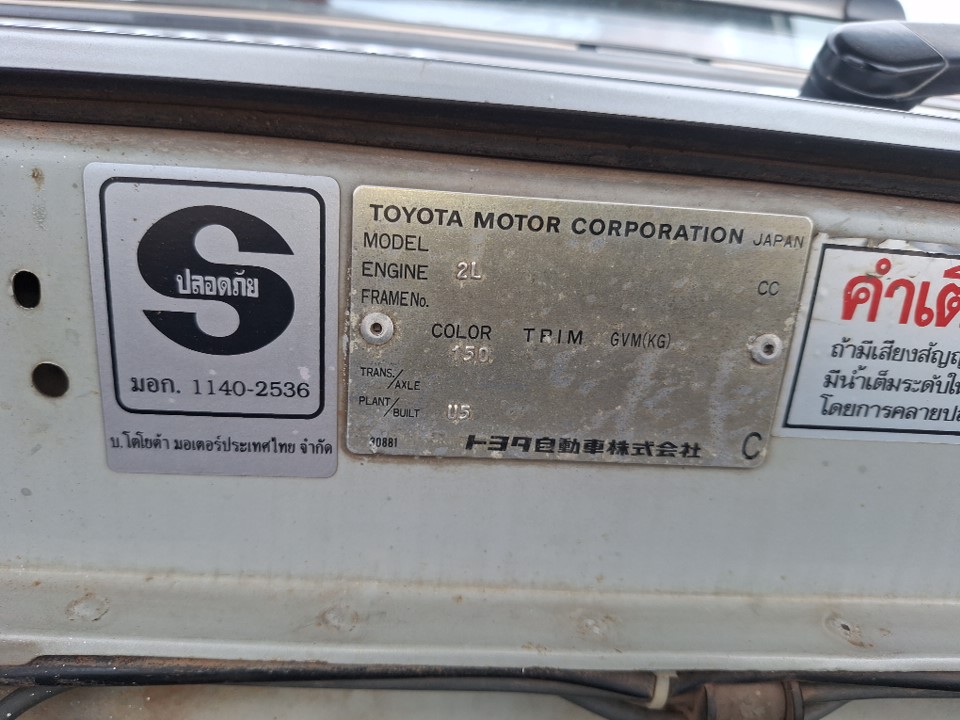 S
ปลอดภัย
มอก. 1140-2536
บ.โตโยต้า มอเตอร์ประเทศไทย จำกัด
TOYOTA MOTOR CORPORATION JAPAN
MODEL
ENGINE 2L CC
FRAME No.
COLOR TRIM GVM(KG)
150
TRANS./AXLE
PLANT/BUILT U5
30881 トヨタ自動車株式会社 C
คำเตื
ถ้ามีเสียงสัญญ
มีน้ำเต็มระดับใ
โดยการคลายปล